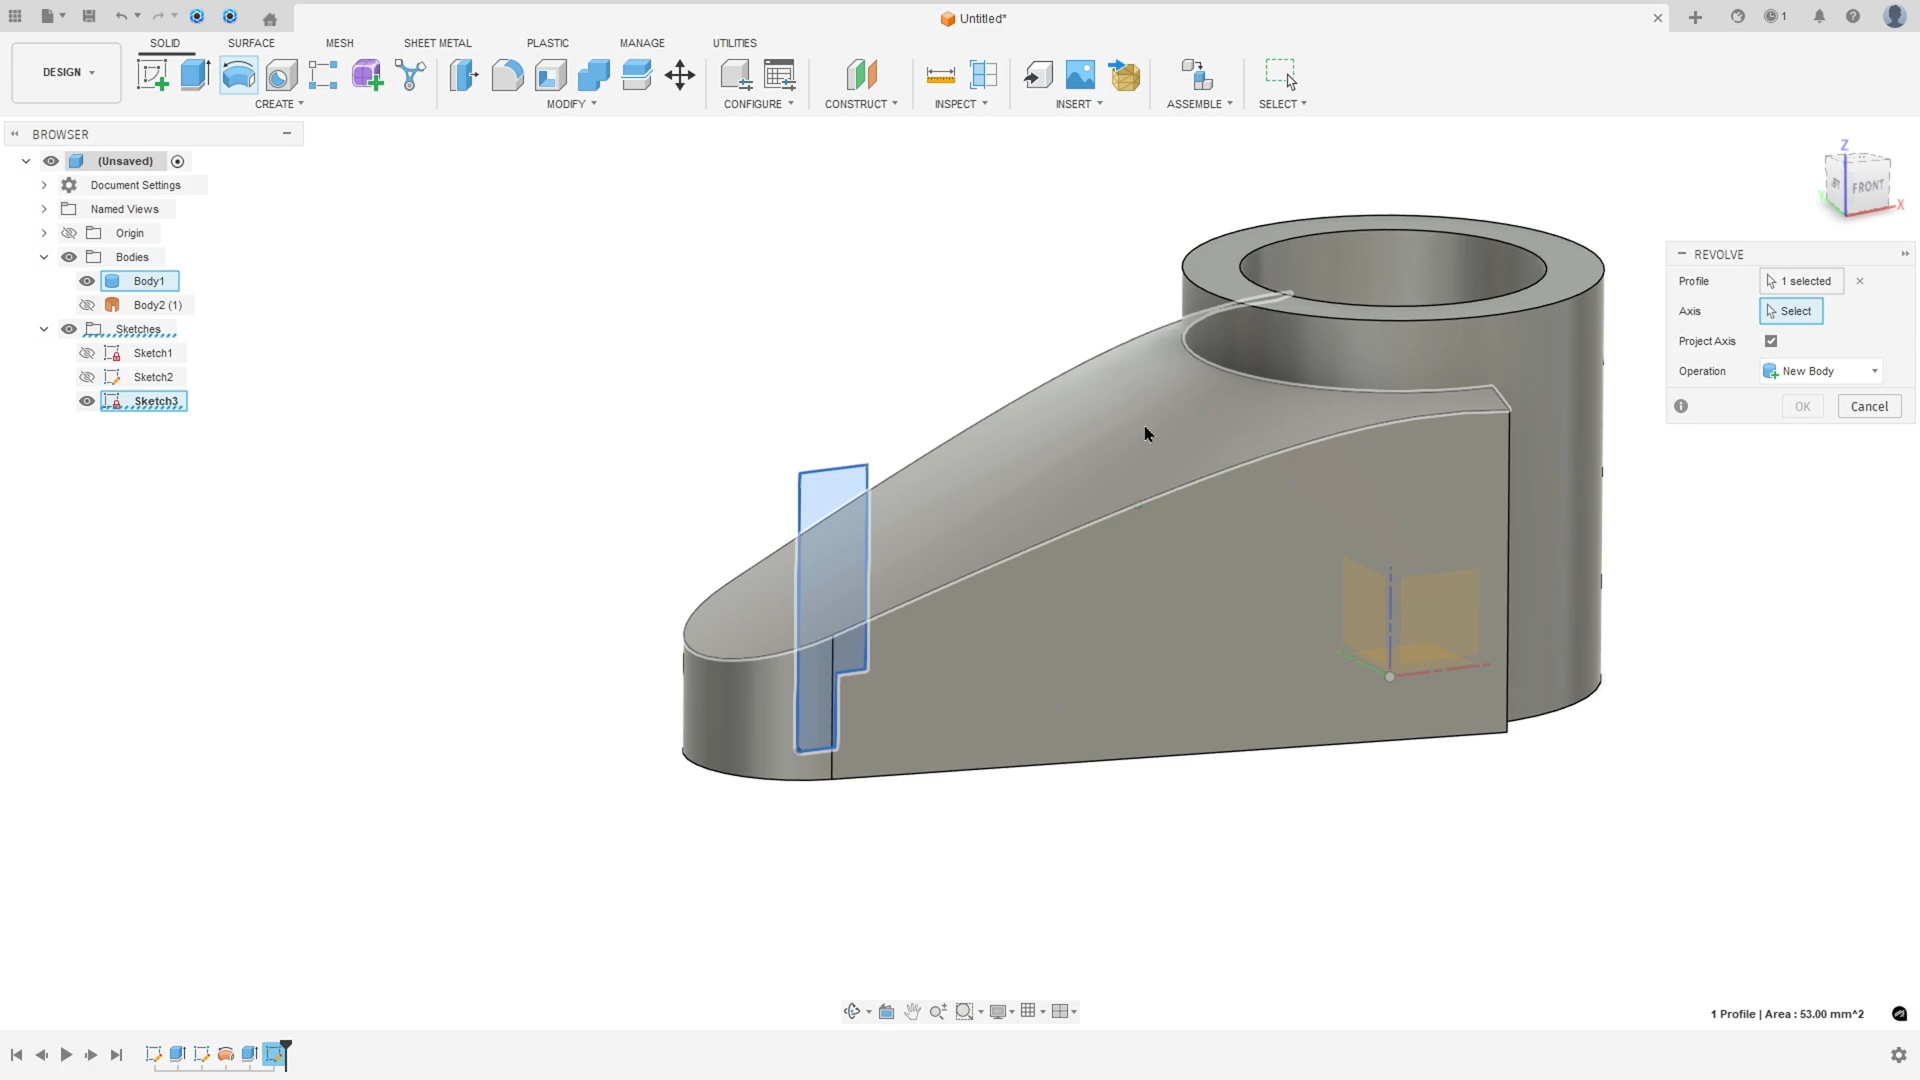 Untitled*
1
DESIGN
SOLID
SURFACE
MESH
SHEET METAL
PLASTIC
MANAGE
UTILITIES
CREATE
MODIFY
CONFIGURE
CONSTRUCT
INSPECT
INSERT
ASSEMBLE
SELECT
BROWSER
(Unsaved)
Document Settings
Named Views
Origin
Bodies
Body1
Body2 (1)
Sketches
Sketch1
Sketch2
Sketch3
Z
FRONT
X
REVOLVE
Profile 1 selected
Axis Select
Project Axis
Operation New Body
OK Cancel
1 Profile | Area : 53.00 mm^2